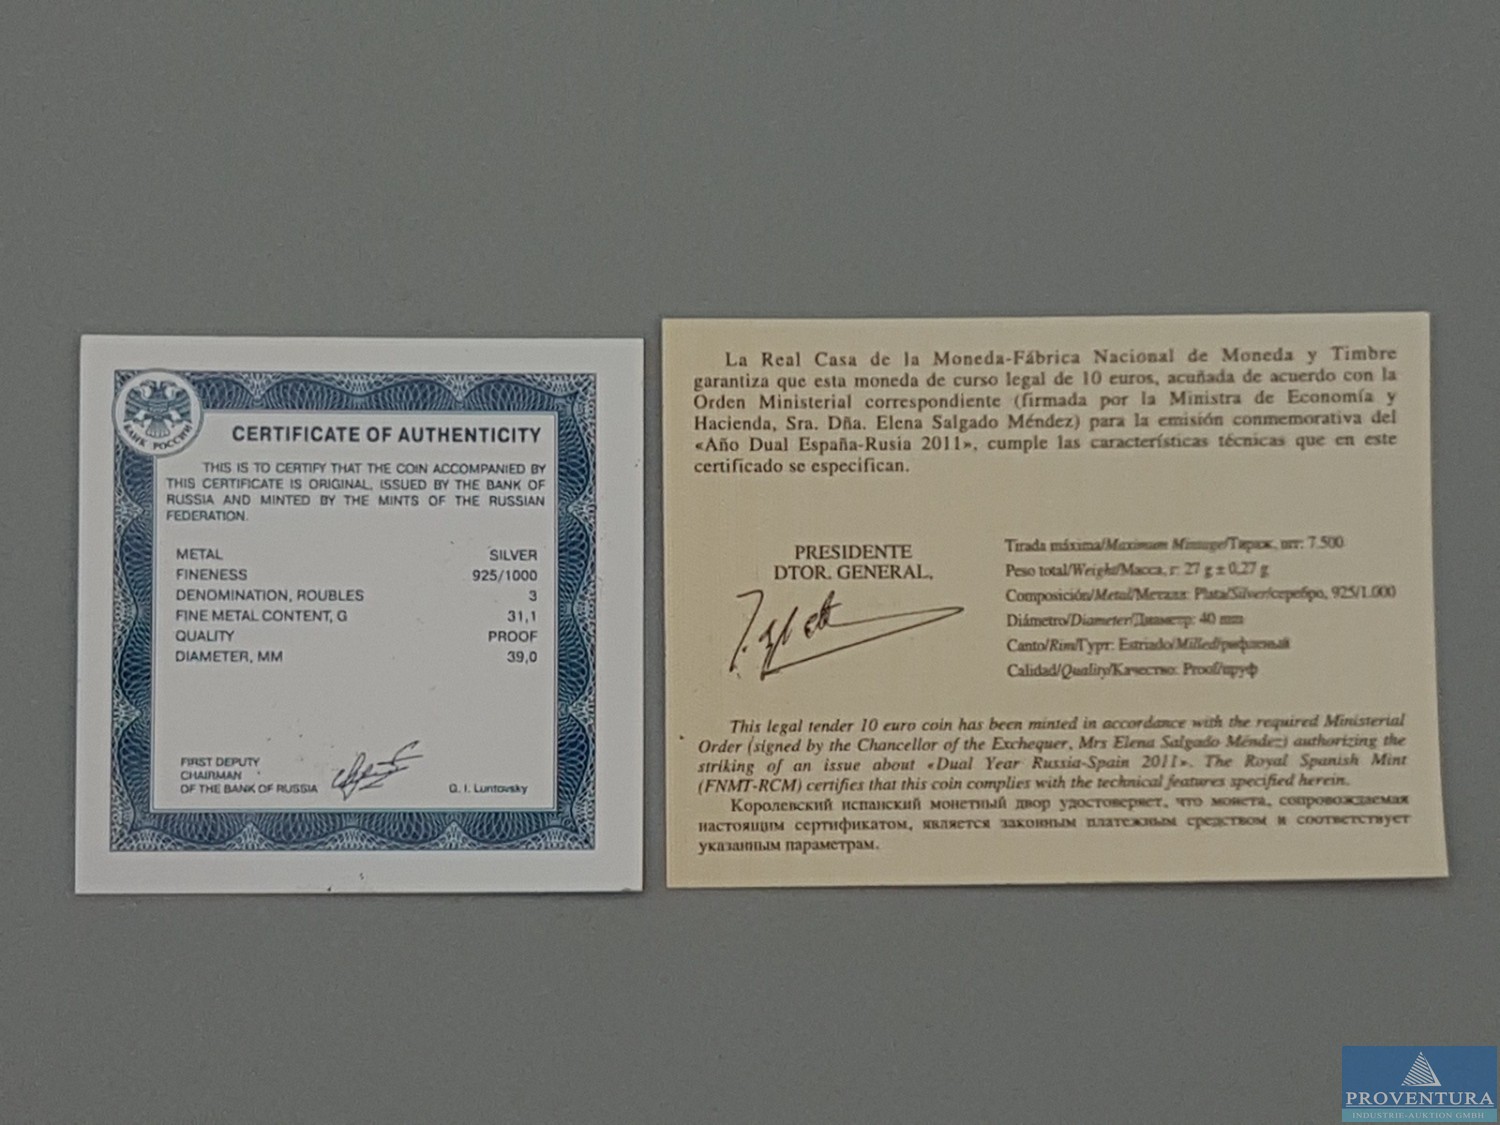 БАНК РОССИИ
CERTIFICATE OF AUTHENTICITY
THIS IS TO CERTIFY THAT THE COIN ACCOMPANIED BY
THIS CERTIFICATE IS ORIGINAL, ISSUED BY THE BANK OF
RUSSIA AND MINTED BY THE MINTS OF THE RUSSIAN
FEDERATION.
METAL SILVER
FINENESS 925/1000
DENOMINATION, ROUBLES 3
FINE METAL CONTENT, G 31,1
QUALITY PROOF
DIAMETER, MM 39,0
FIRST DEPUTY
CHAIRMAN
OF THE BANK OF RUSSIA G. I. Luntovsky
La Real Casa de la Moneda-Fábrica Nacional de Moneda y Timbre
garantiza que esta moneda de curso legal de 10 euros, acuñada de acuerdo con la
Orden Ministerial correspondiente (firmada por la Ministra de Economía y
Hacienda, Sra. Dña. Elena Salgado Méndez) para la emisión conmemorativa del
«Año Dual España-Rusia 2011», cumple las características técnicas que en este
certificado se especifican.
PRESIDENTE
DTOR. GENERAL,
Tirada máxima/Maximum Mintage/Тираж, шт: 7.500
Peso total/Weight/Масса, г: 27 g ± 0,27 g
Composición/Metal/Металл: Plata/Silver/серебро, 925/1.000
Diámetro/Diameter/Диаметр: 40 mm
Canto/Rim/Гурт: Estriado/Milled/рифленый
Calidad/Quality/Качество: Proof/пруф
This legal tender 10 euro coin has been minted in accordance with the required Ministerial
Order (signed by the Chancellor of the Exchequer, Mrs Elena Salgado Méndez) authorizing the
striking of an issue about «Dual Year Russia-Spain 2011». The Royal Spanish Mint
(FNMT-RCM) certifies that this coin complies with the technical features specified herein.
Королевский испанский монетный двор удостоверяет, что монета, сопровождаемая
настоящим сертификатом, является законным платежным средством и соответствует
указанным параметрам.
PROVENTURA
INDUSTRIE-AUKTION GMBH